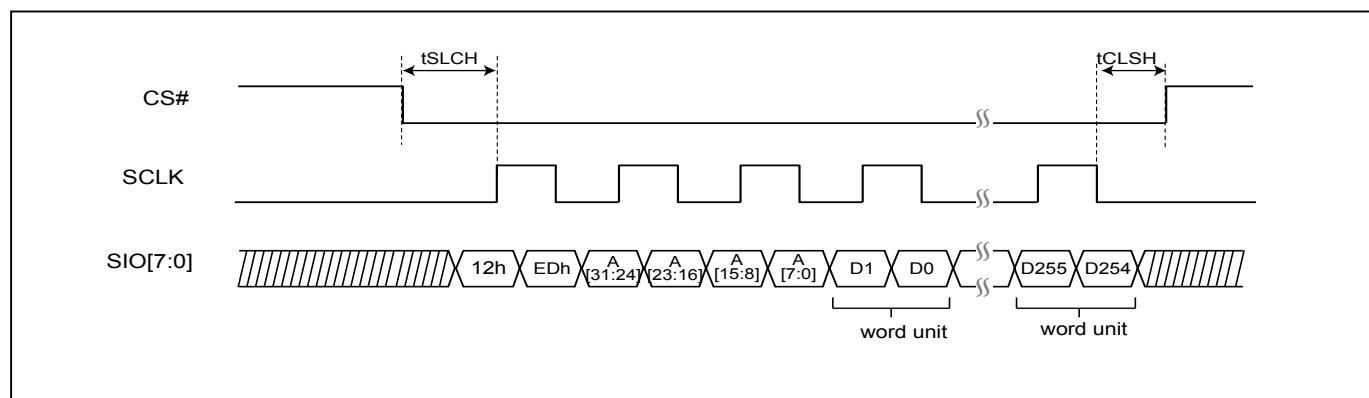 tSLCH
tCLSH
CS#
SCLK
SIO[7:0]
12h
EDh
A
[31:24]
A
[23:16]
A
[15:8]
A
[7:0]
D1
D0
D255
D254
word unit
word unit